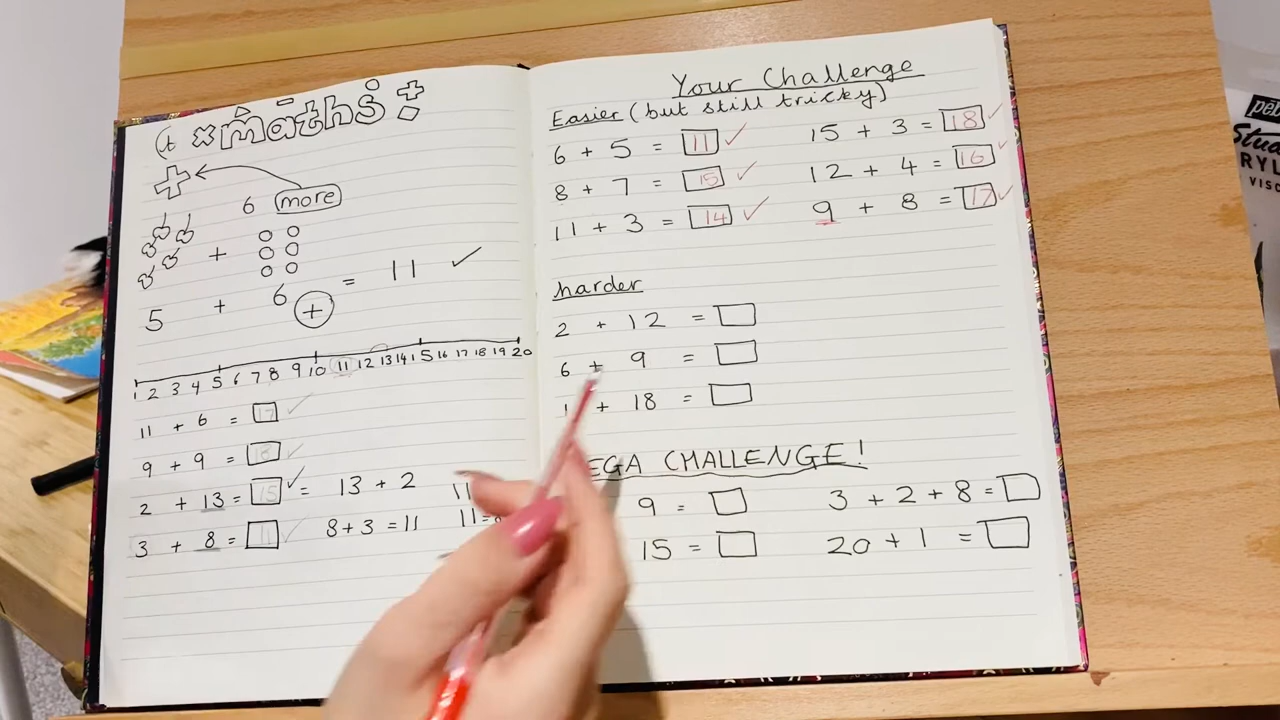 x maths ÷
6 more
+
5 + 6 = 11 ✓
+
1 2 3 4 5 6 7 8 9 10 11 12 13 14 15 16 17 18 19 20
11 + 6 = 17 ✓
9 + 9 = 18 ✓
2 + 13 = 15 ✓ = 13 + 2
3 + 8 = 11 ✓ 8 + 3 = 11
Your Challenge
Easier (but still tricky)
6 + 5 = 11 ✓ 15 + 3 = 18 ✓
8 + 7 = 15 ✓ 12 + 4 = 16 ✓
11 + 3 = 14 ✓ 9 + 8 = 17 ✓
harder
2 + 12 =
6 + 9 =
+ 18 =
CHALLENGE!
9 = 3 + 2 + 8 =
15 = 20 + 1 =